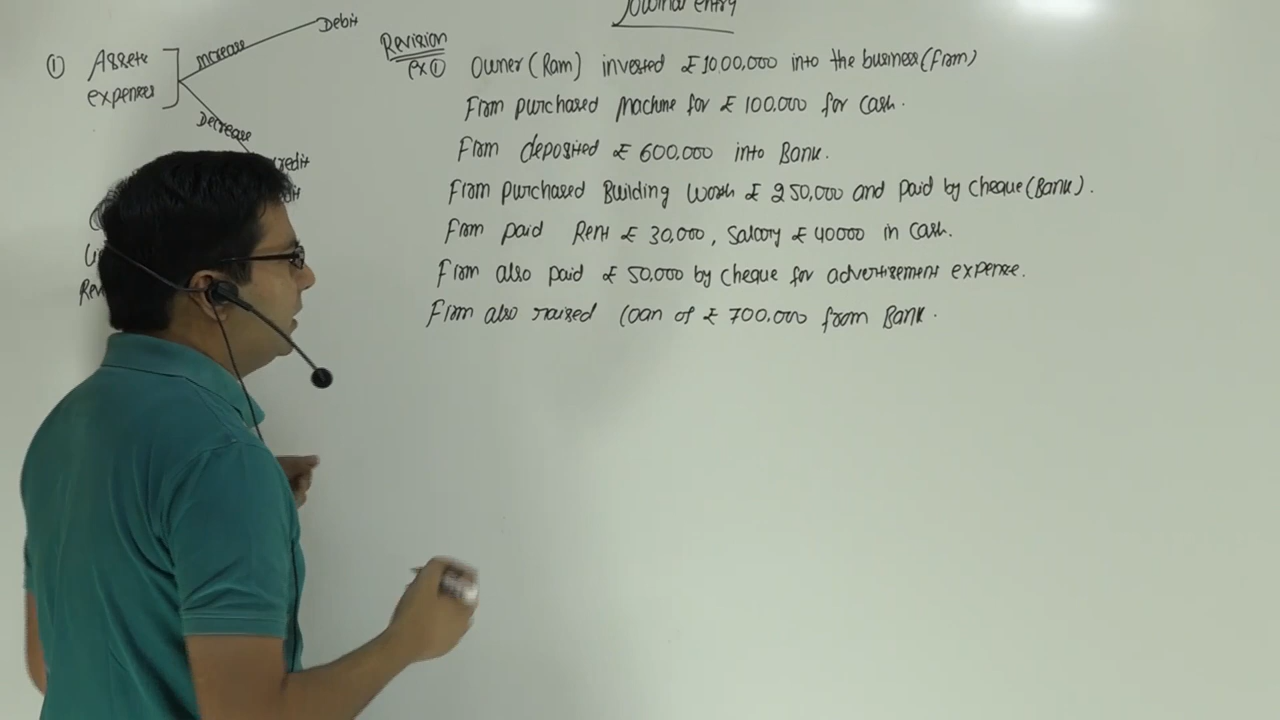 Journal entry
① Assets
expenses
increase
Debit
Decrease
Revision
ex ① Owner (Ram) invested £ 10,00,000 into the business (firm)
Firm purchased Machine for £ 100,000 for cash.
Firm deposited £ 600,000 into Bank.
Firm purchased Building worth £ 250,000 and paid by cheque (Bank).
Firm paid Rent £ 30,000, Salary £ 40000 in cash.
Firm also paid £ 50,000 by cheque for advertisement expense.
Firm also raised loan of £ 700,000 from Bank.